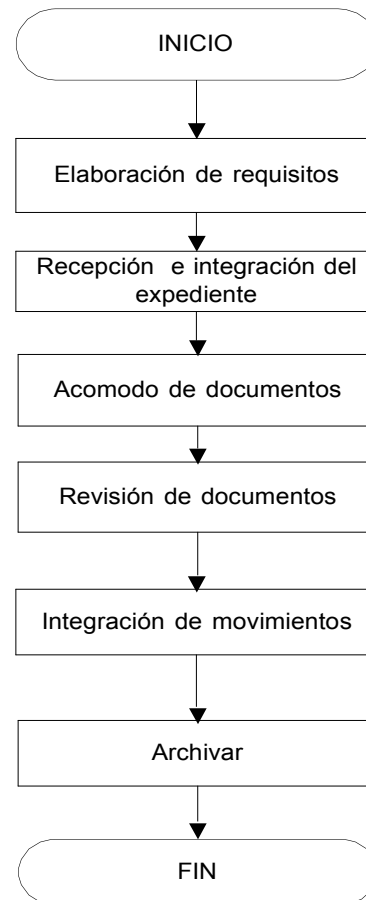 INICIO
Elaboración de requisitos
Recepción e integración del
expediente
Acomodo de documentos
Revisión de documentos
Integración de movimientos
Archivar
FIN